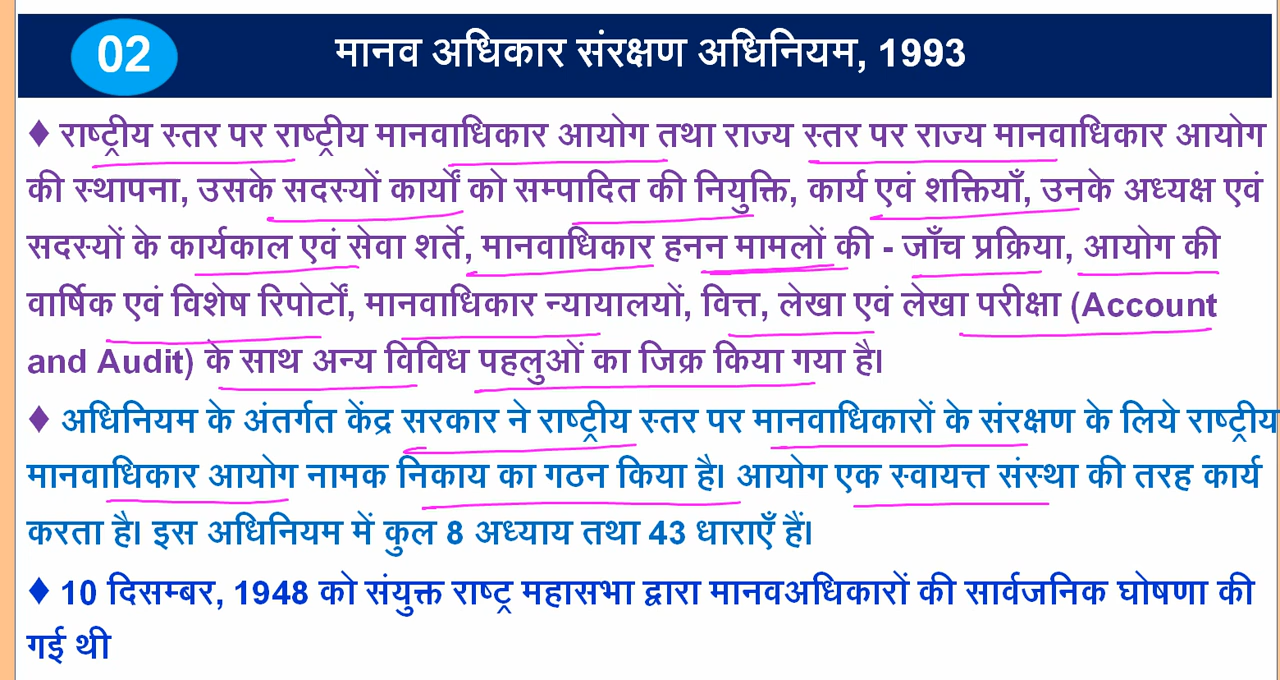 02
मानव अधिकार संरक्षण अधिनियम, 1993
♦ राष्ट्रीय स्तर पर राष्ट्रीय मानवाधिकार आयोग तथा राज्य स्तर पर राज्य मानवाधिकार आयोग
की स्थापना, उसके सदस्यों कार्यों को सम्पादित की नियुक्ति, कार्य एवं शक्तियाँ, उनके अध्यक्ष एवं
सदस्यों के कार्यकाल एवं सेवा शर्ते, मानवाधिकार हनन मामलों की - जाँच प्रक्रिया, आयोग की
वार्षिक एवं विशेष रिपोर्टों, मानवाधिकार न्यायालयों, वित्त, लेखा एवं लेखा परीक्षा (Account
and Audit) के साथ अन्य विविध पहलुओं का जिक्र किया गया है।
♦ अधिनियम के अंतर्गत केंद्र सरकार ने राष्ट्रीय स्तर पर मानवाधिकारों के संरक्षण के लिये राष्ट्रीय
मानवाधिकार आयोग नामक निकाय का गठन किया है। आयोग एक स्वायत्त संस्था की तरह कार्य
करता है। इस अधिनियम में कुल 8 अध्याय तथा 43 धाराएँ हैं।
♦ 10 दिसम्बर, 1948 को संयुक्त राष्ट्र महासभा द्वारा मानवअधिकारों की सार्वजनिक घोषणा की
गई थी